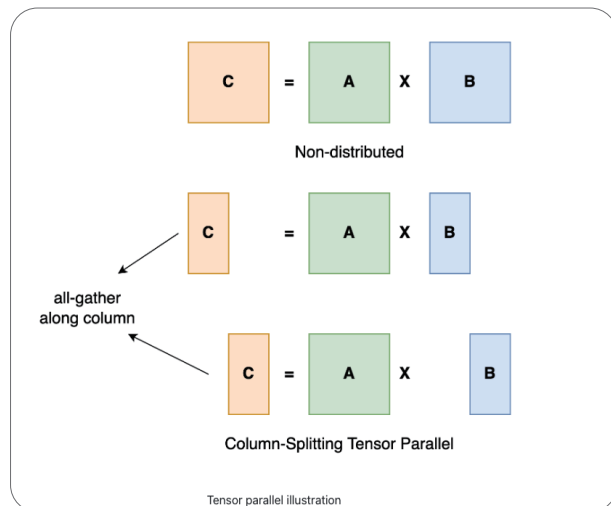 C = A X B
Non-distributed
C = A X B
all-gather
along column
C = A X B
Column-Splitting Tensor Parallel
Tensor parallel illustration